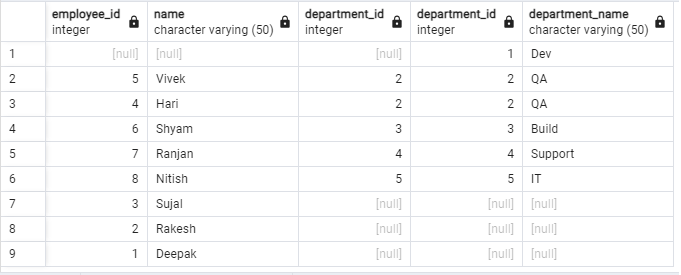 employee_id name department_id department_id department_name
integer character varying (50) integer integer character varying (50)
1 [null] [null] [null] 1 Dev
2 5 Vivek 2 2 QA
3 4 Hari 2 2 QA
4 6 Shyam 3 3 Build
5 7 Ranjan 4 4 Support
6 8 Nitish 5 5 IT
7 3 Sujal [null] [null] [null]
8 2 Rakesh [null] [null] [null]
9 1 Deepak [null] [null] [null]